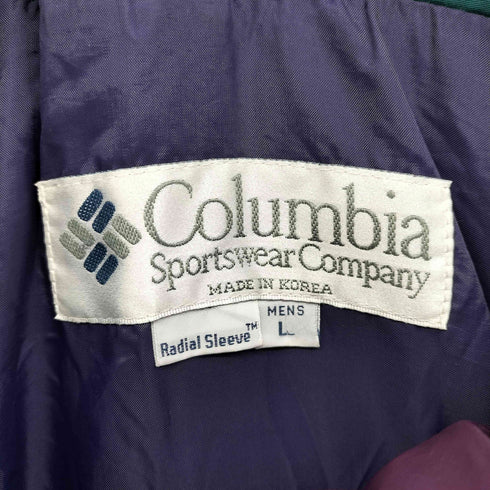 Columbia
Sportswear Company
MADE IN KOREA
Radial Sleeve™
MENS
L